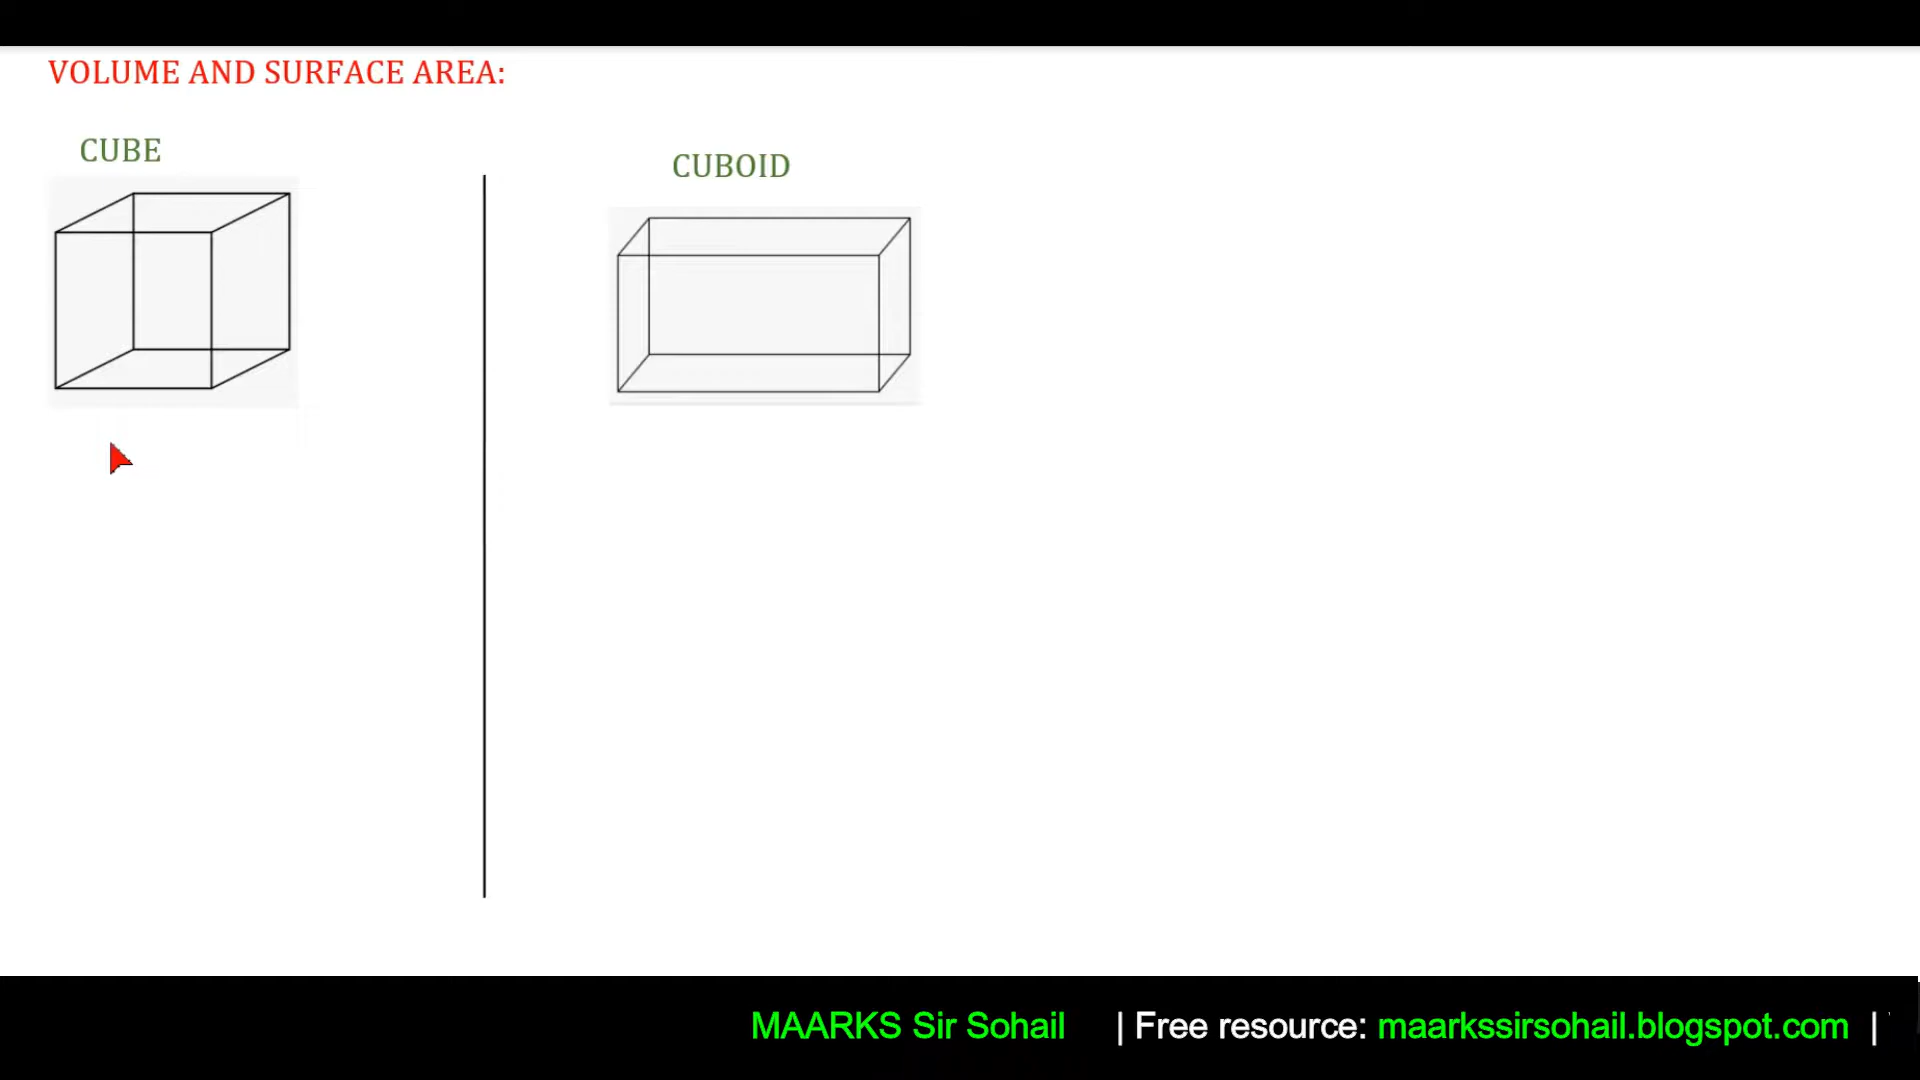 VOLUME AND SURFACE AREA:
CUBE
CUBOID
MAARKS Sir Sohail | Free resource: maarkssirsohail.blogspot.com |